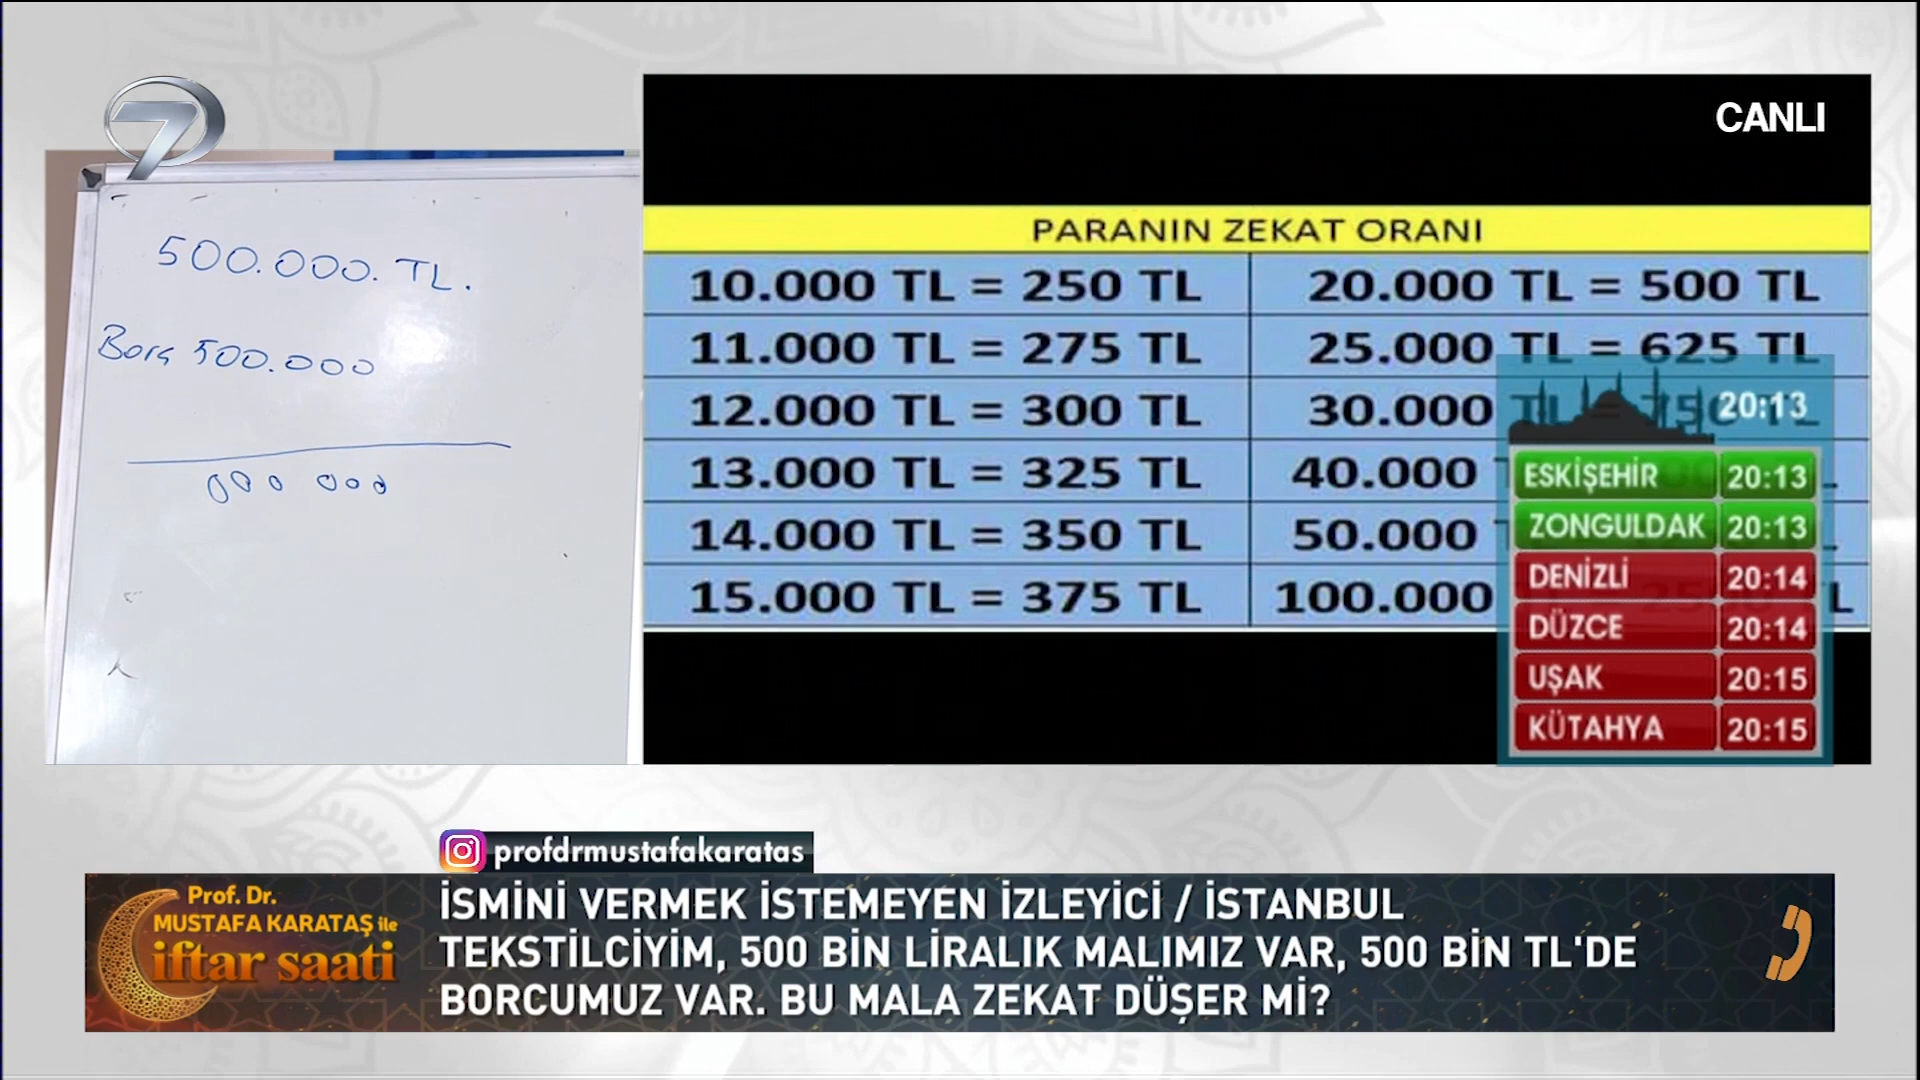 7
CANLI
500.000. TL.
Borç 500.000
000 000
PARANIN ZEKAT ORANI
10.000 TL = 250 TL
20.000 TL = 500 TL
11.000 TL = 275 TL
25.000 TL = 625 TL
12.000 TL = 300 TL
30.000 TL = 750 TL
13.000 TL = 325 TL
40.000
14.000 TL = 350 TL
50.000
15.000 TL = 375 TL
100.000
20:13
ESKİŞEHİR 20:13
ZONGULDAK 20:13
DENİZLİ 20:14
DÜZCE 20:14
UŞAK 20:15
KÜTAHYA 20:15
profdrmustafakaratas
Prof. Dr.
MUSTAFA KARATAŞ ile
iftar saati
İSMİNİ VERMEK İSTEMEYEN İZLEYİCİ / İSTANBUL
TEKSTİLCİYİM, 500 BİN LİRALIK MALIMIZ VAR, 500 BİN TL'DE
BORCUMUZ VAR. BU MALA ZEKAT DÜŞER Mİ?